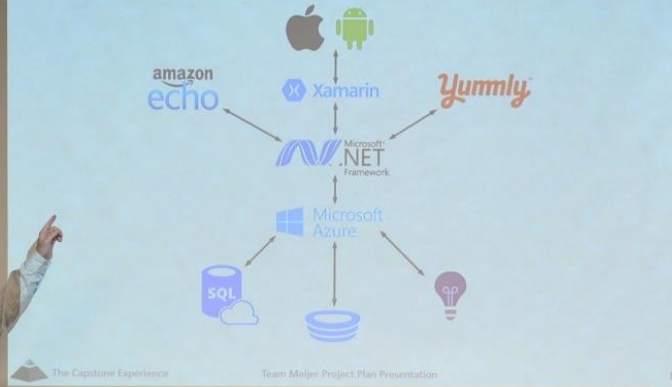 amazon
echo
Xamarin
Yummly
Microsoft
.NET
Framework
Microsoft
Azure
SQL
The Capstone Experience
Team Meijer Project Plan Presentation